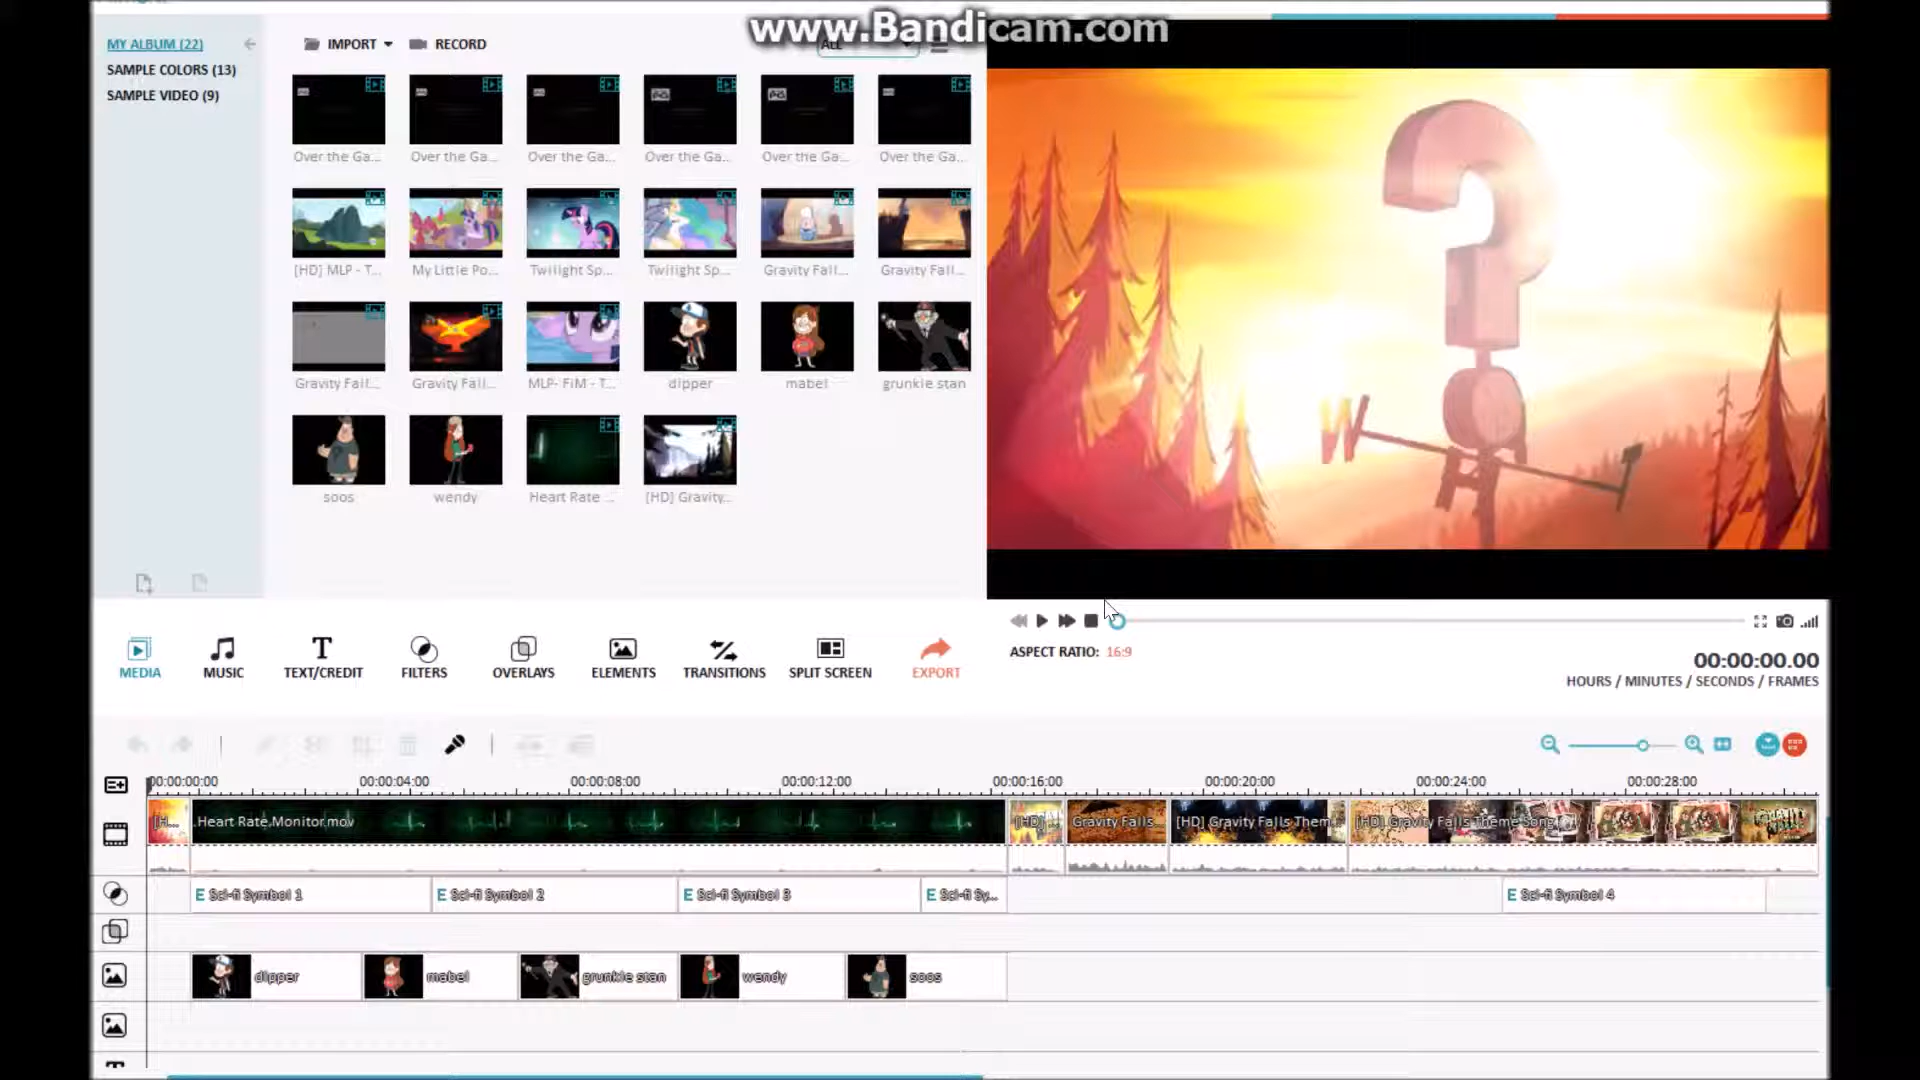 www.Bandicam.com
MY ALBUM (22)
SAMPLE COLORS (13)
SAMPLE VIDEO (9)
IMPORT
RECORD
ALL
Over the Ga...
Over the Ga...
Over the Ga...
Over the Ga...
Over the Ga...
Over the Ga...
[HD] MLP - T...
My Little Po...
Twilight Sp...
Twilight Sp...
Gravity Fall...
Gravity Fall...
Gravity Fall...
Gravity Fall...
MLP- FiM - T...
dipper
mabel
grunkle stan
soos
wendy
Heart Rate ...
[HD] Gravity...
W
MEDIA
MUSIC
TEXT/CREDIT
FILTERS
OVERLAYS
ELEMENTS
TRANSITIONS
SPLIT SCREEN
EXPORT
ASPECT RATIO: 16:9
00:00:00.00
HOURS / MINUTES / SECONDS / FRAMES
00:00:00:00
00:00:04:00
00:00:08:00
00:00:12:00
00:00:16:00
00:00:20:00
00:00:24:00
00:00:28:00
[H...
Heart Rate Monitor.mov
[HD]...
Gravity Falls...
[HD] Gravity Falls Them...
[HD] Gravity Falls Theme Song
E Sci-fi Symbol 1
E Sci-fi Symbol 2
E Sci-fi Symbol 3
E Sci-fi Sy...
E Sci-fi Symbol 4
dipper
mabel
grunkle stan
wendy
soos